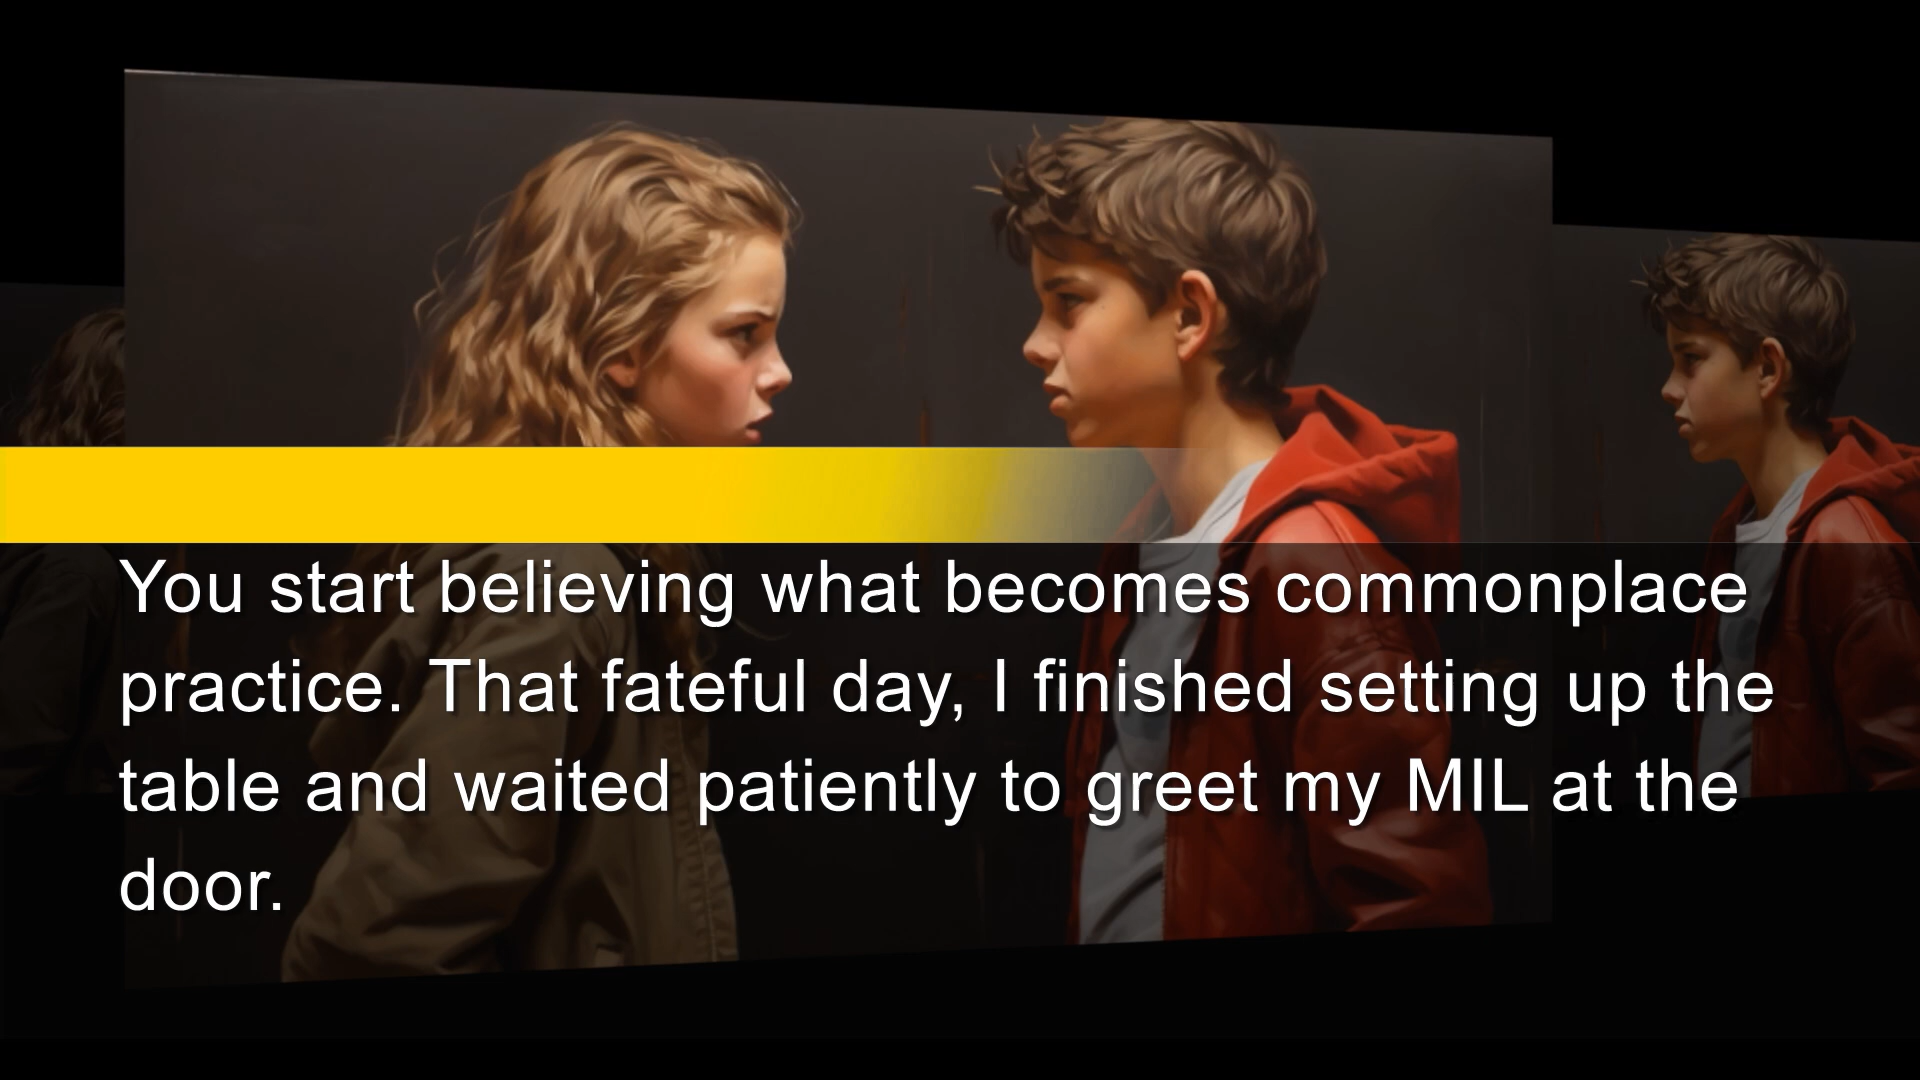 You start believing what becomes commonplace
practice. That fateful day, I finished setting up the
table and waited patiently to greet my MIL at the
door.